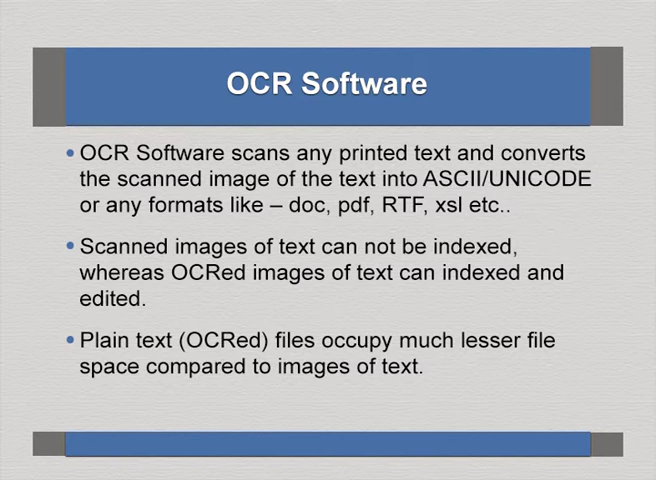 OCR Software
• OCR Software scans any printed text and converts
the scanned image of the text into ASCII/UNICODE
or any formats like – doc, pdf, RTF, xsl etc..
• Scanned images of text can not be indexed,
whereas OCRed images of text can indexed and
edited.
• Plain text (OCRed) files occupy much lesser file
space compared to images of text.